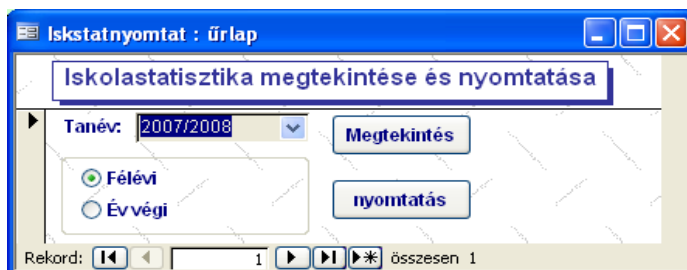 Iskstatnyomtat : űrlap
Iskolastatisztika megtekintése és nyomtatása
Tanév: 2007/2008 Megtekintés
Félévi
Év végi nyomtatás
Rekord: 1 összesen 1